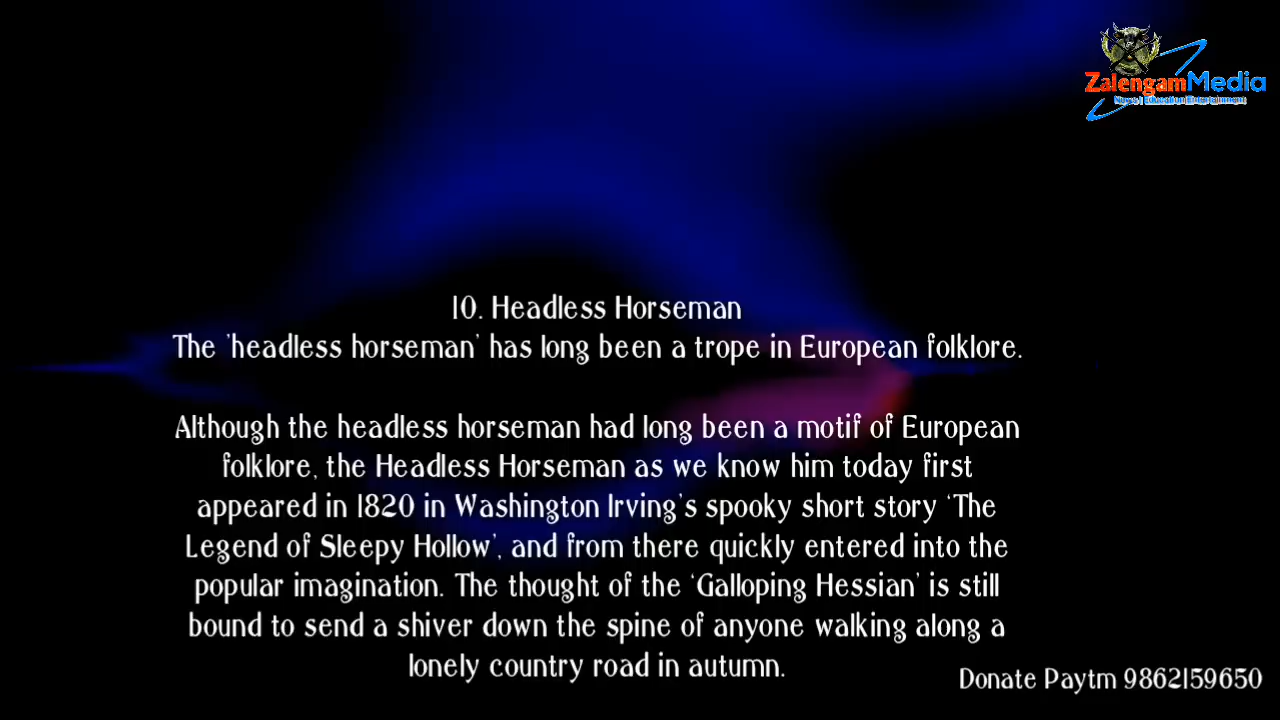 ZalengamMedia
10. Headless Horseman
The 'headless horseman' has long been a trope in European folklore.
Although the headless horseman had long been a motif of European
folklore, the Headless Horseman as we know him today first
appeared in 1820 in Washington Irving's spooky short story ‘The
Legend of Sleepy Hollow’, and from there quickly entered into the
popular imagination. The thought of the ‘Galloping Hessian’ is still
bound to send a shiver down the spine of anyone walking along a
lonely country road in autumn.
Donate Paytm 9862159650